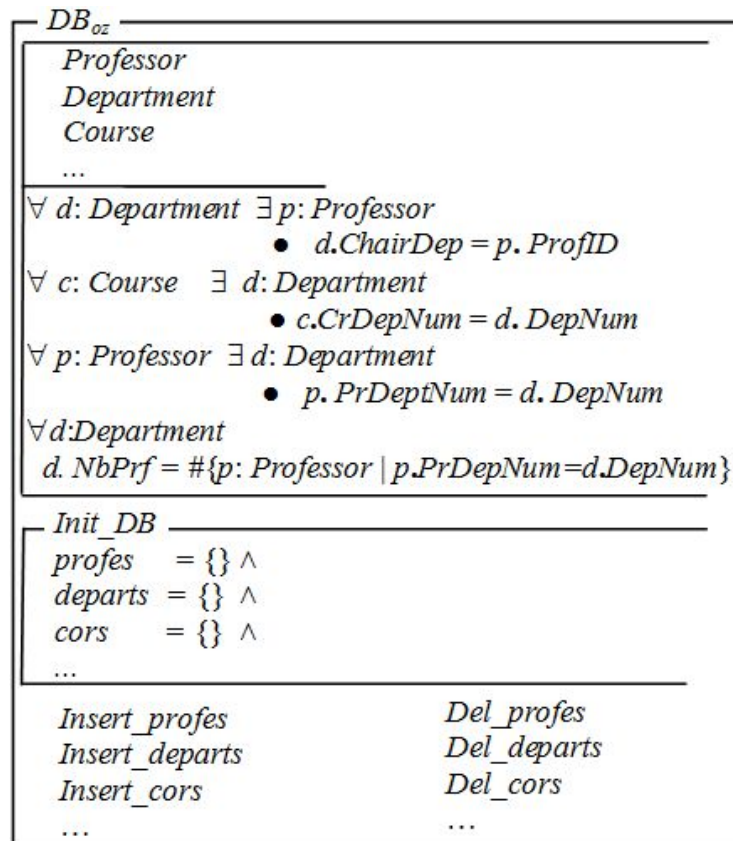 DBoz
Professor
Department
Course
...
∀ d: Department ∃ p: Professor
● d.ChairDep = p. ProfID
∀ c: Course ∃ d: Department
● c.CrDepNum = d. DepNum
∀ p: Professor ∃ d: Department
● p. PrDeptNum = d. DepNum
∀d:Department
d. NbPrf = #{p: Professor | p.PrDepNum=d.DepNum}
Init_DB
profes = {} ∧
departs = {} ∧
cors = {} ∧
...
Insert_profes Del_profes
Insert_departs Del_departs
Insert_cors Del_cors
... ...